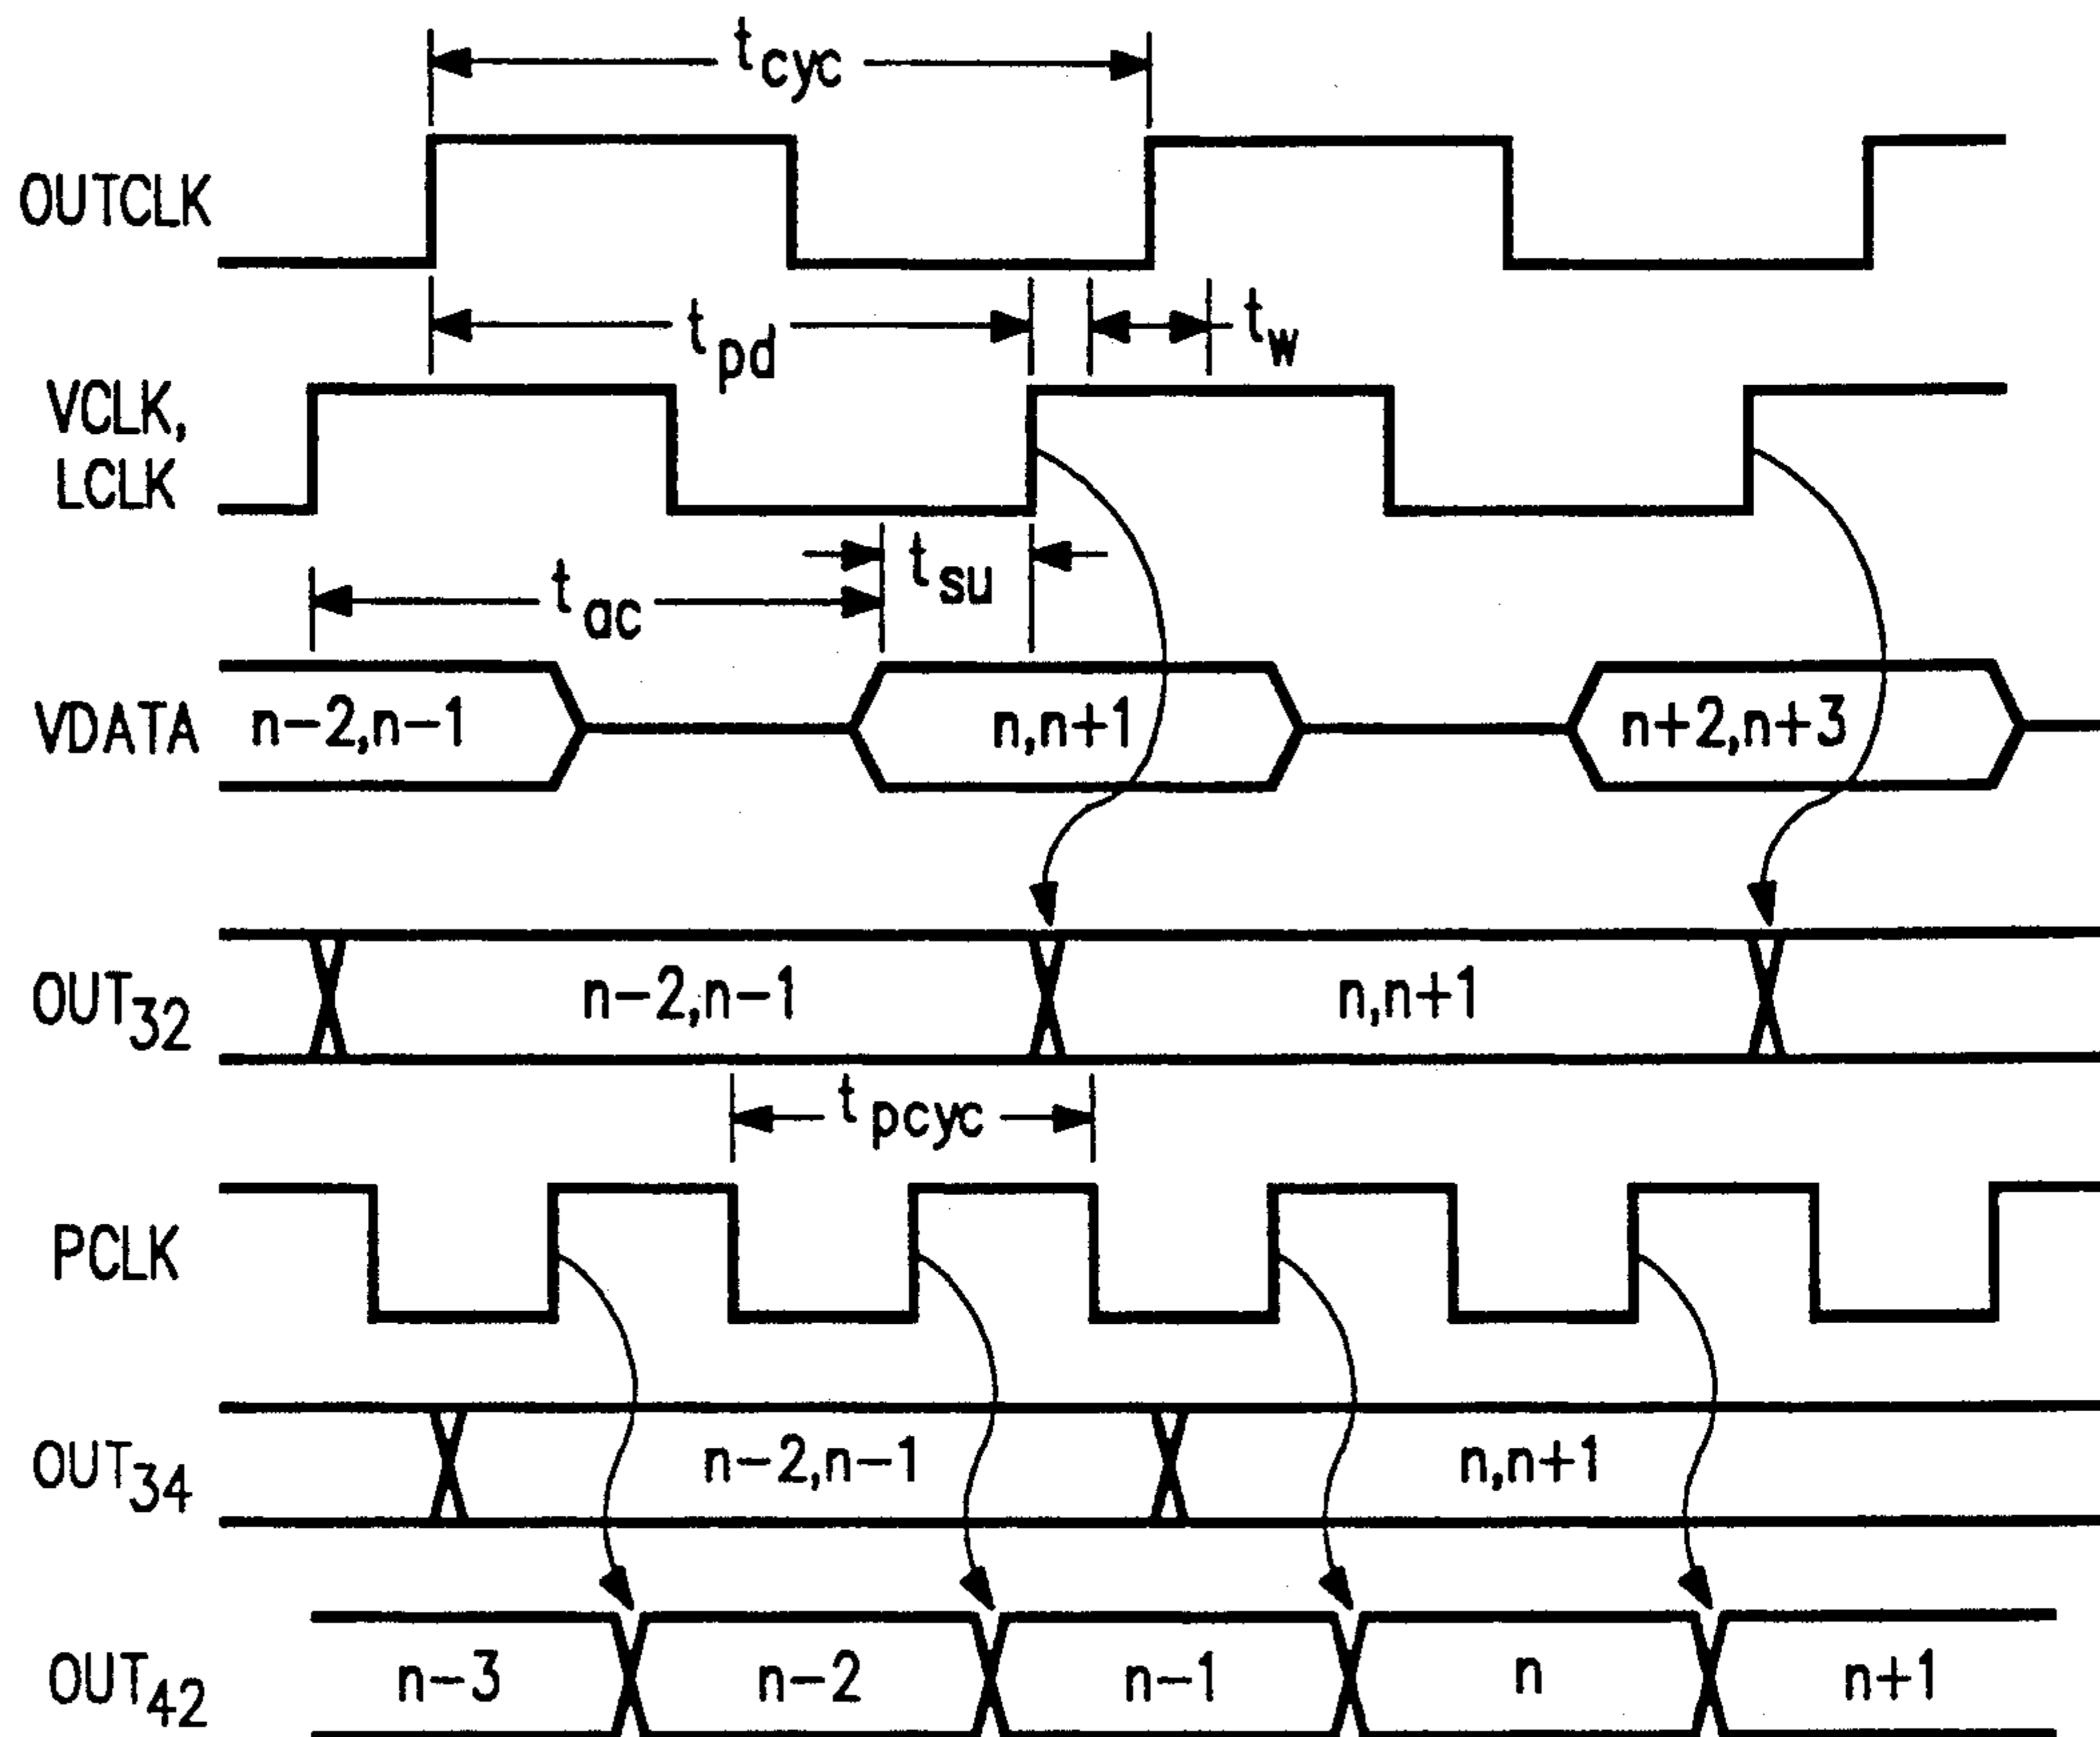 t_cyc
OUTCLK
t_pd
t_w
VCLK,
LCLK
t_su
t_ac
VDATA n-2,n-1 n,n+1 n+2,n+3
OUT_32 n-2,n-1 n,n+1
t_pcyc
PCLK
OUT_34 n-2,n-1 n,n+1
OUT_42 n-3 n-2 n-1 n n+1